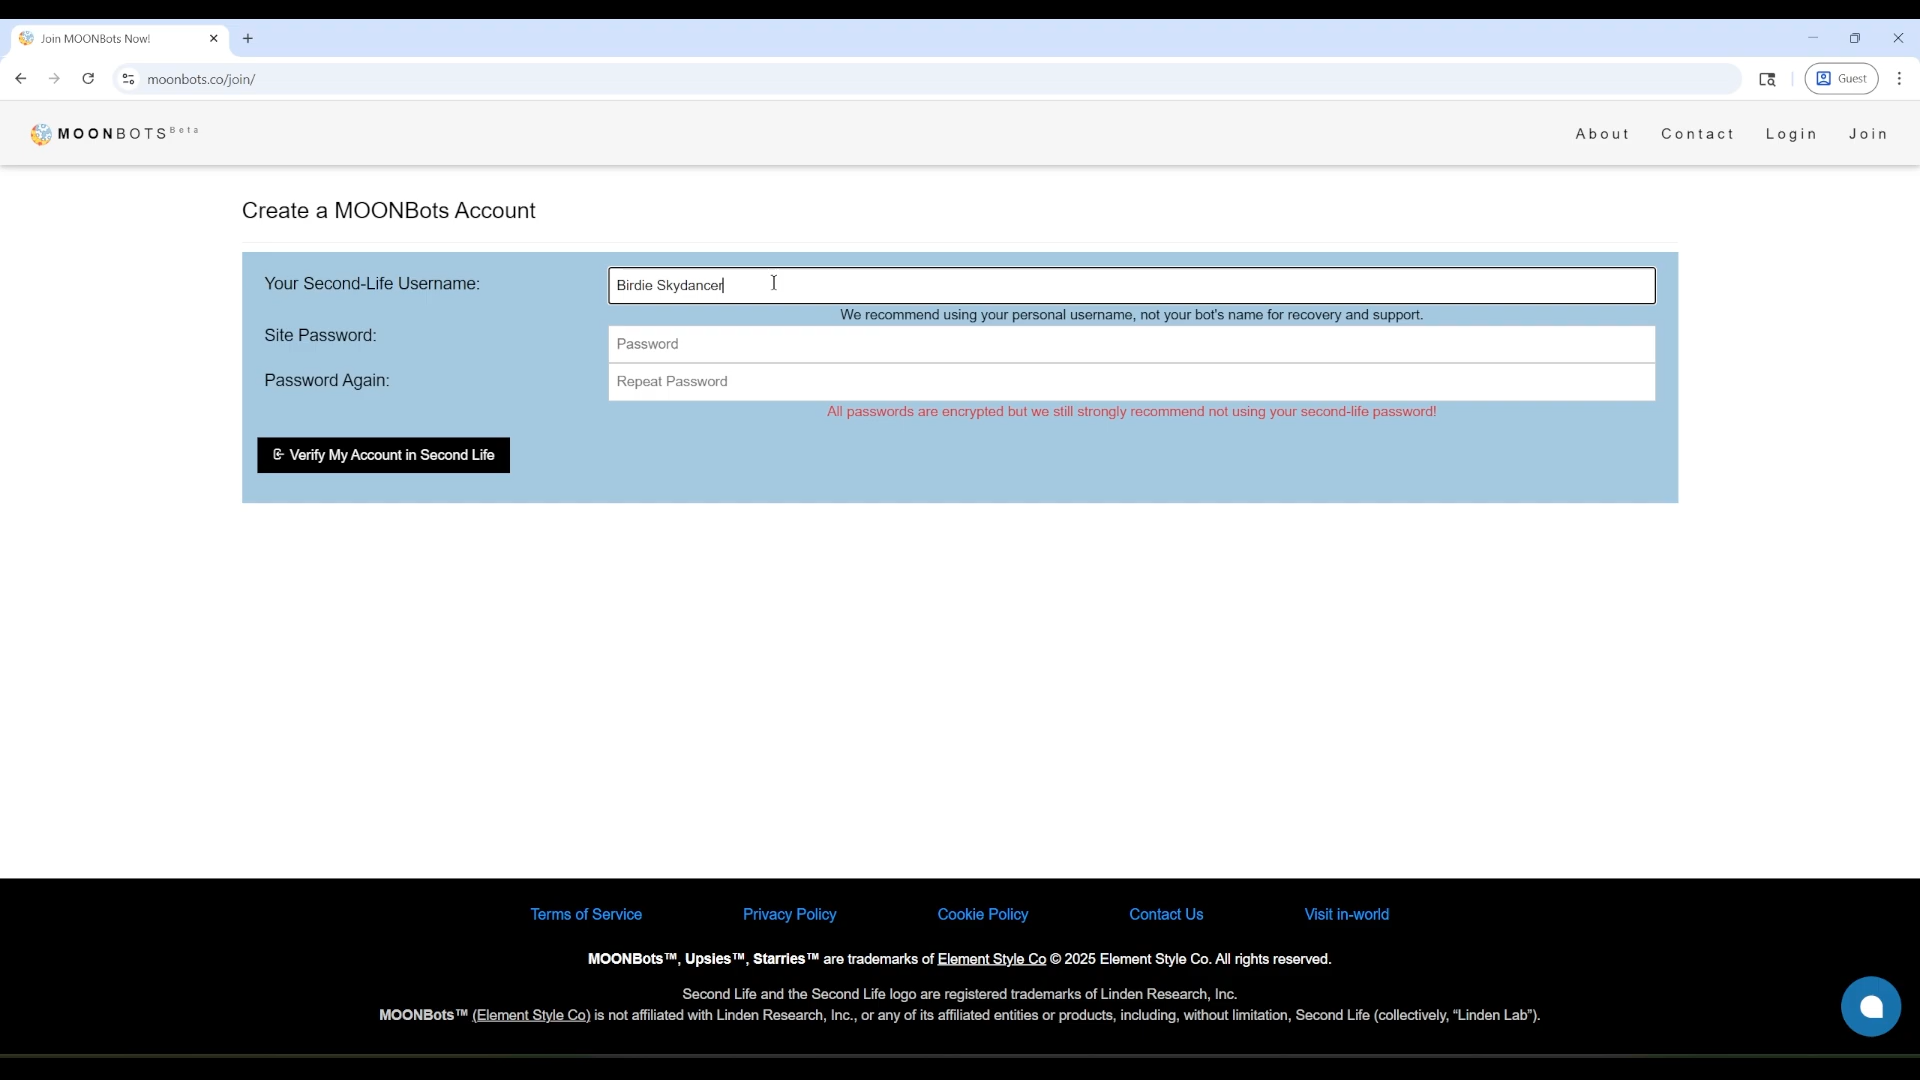 Join MOONBots Now!
moonbots.co/join/
Guest
MOONBOTS Beta
About
Contact
Login
Join
Create a MOONBots Account
Your Second-Life Username:
Birdie Skydancer
We recommend using your personal username, not your bot's name for recovery and support.
Site Password:
Password
Password Again:
Repeat Password
All passwords are encrypted but we still strongly recommend not using your second-life password!
Verify My Account in Second Life
Terms of Service
Privacy Policy
Cookie Policy
Contact Us
Visit in-world
MOONBots™, Upsies™, Starries™ are trademarks of Element Style Co © 2025 Element Style Co. All rights reserved.
Second Life and the Second Life logo are registered trademarks of Linden Research, Inc.
MOONBots™ (Element Style Co) is not affiliated with Linden Research, Inc., or any of its affiliated entities or products, including, without limitation, Second Life (collectively, “Linden Lab”).